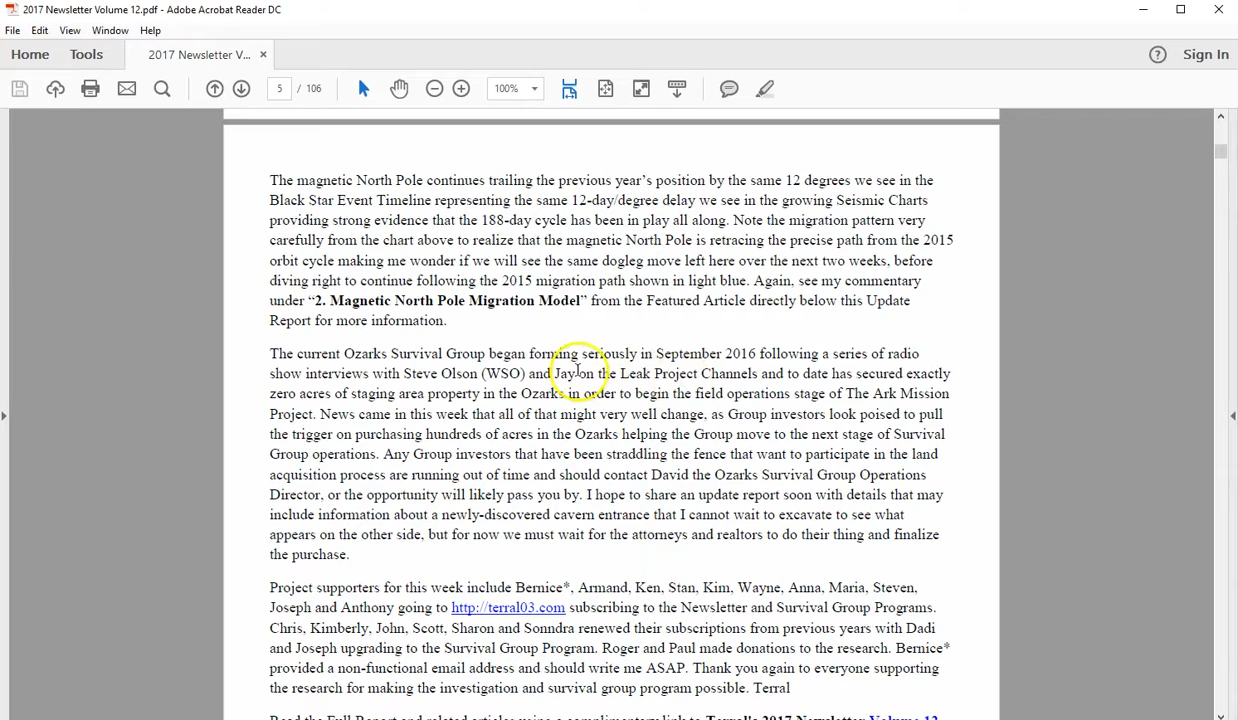 2017 Newsletter Volume 12.pdf - Adobe Acrobat Reader DC
File Edit View Window Help
Home Tools 2017 Newsletter V... × Sign In
5 / 106 100%
The magnetic North Pole continues trailing the previous year's position by the same 12 degrees we see in the
Black Star Event Timeline representing the same 12-day/degree delay we see in the growing Seismic Charts
providing strong evidence that the 188-day cycle has been in play all along. Note the migration pattern very
carefully from the chart above to realize that the magnetic North Pole is retracing the precise path from the 2015
orbit cycle making me wonder if we will see the same dogleg move left here over the next two weeks, before
diving right to continue following the 2015 migration path shown in light blue. Again, see my commentary
under “2. Magnetic North Pole Migration Model” from the Featured Article directly below this Update
Report for more information.
The current Ozarks Survival Group began forming seriously in September 2016 following a series of radio
show interviews with Steve Olson (WSO) and Jay on the Leak Project Channels and to date has secured exactly
zero acres of staging area property in the Ozarks in order to begin the field operations stage of The Ark Mission
Project. News came in this week that all of that might very well change, as Group investors look poised to pull
the trigger on purchasing hundreds of acres in the Ozarks helping the Group move to the next stage of Survival
Group operations. Any Group investors that have been straddling the fence that want to participate in the land
acquisition process are running out of time and should contact David the Ozarks Survival Group Operations
Director, or the opportunity will likely pass you by. I hope to share an update report soon with details that may
include information about a newly-discovered cavern entrance that I cannot wait to excavate to see what
appears on the other side, but for now we must wait for the attorneys and realtors to do their thing and finalize
the purchase.
Project supporters for this week include Bernice*, Armand, Ken, Stan, Kim, Wayne, Anna, Maria, Steven,
Joseph and Anthony going to http://terral03.com subscribing to the Newsletter and Survival Group Programs.
Chris, Kimberly, John, Scott, Sharon and Sonndra renewed their subscriptions from previous years with Dadi
and Joseph upgrading to the Survival Group Program. Roger and Paul made donations to the research. Bernice*
provided a non-functional email address and should write me ASAP. Thank you again to everyone supporting
the research for making the investigation and survival group program possible. Terral
Read the Full Report and related articles using a complimentary link to Terral's 2017 Newsletter Volume 12